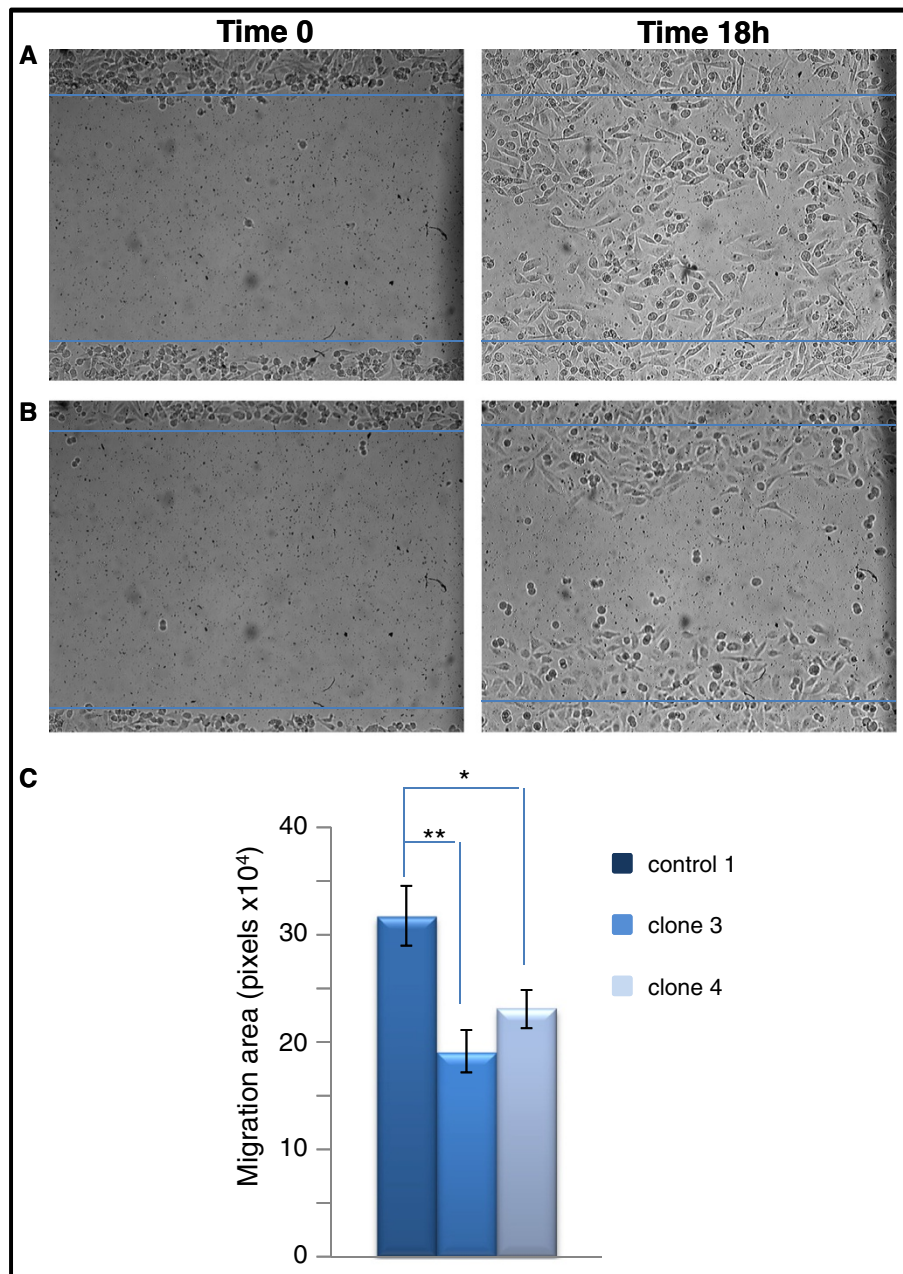 Time 0
Time 18h
A
B
C
*
**
Migration area (pixels x10⁴)
40
30
20
10
0
control 1
clone 3
clone 4